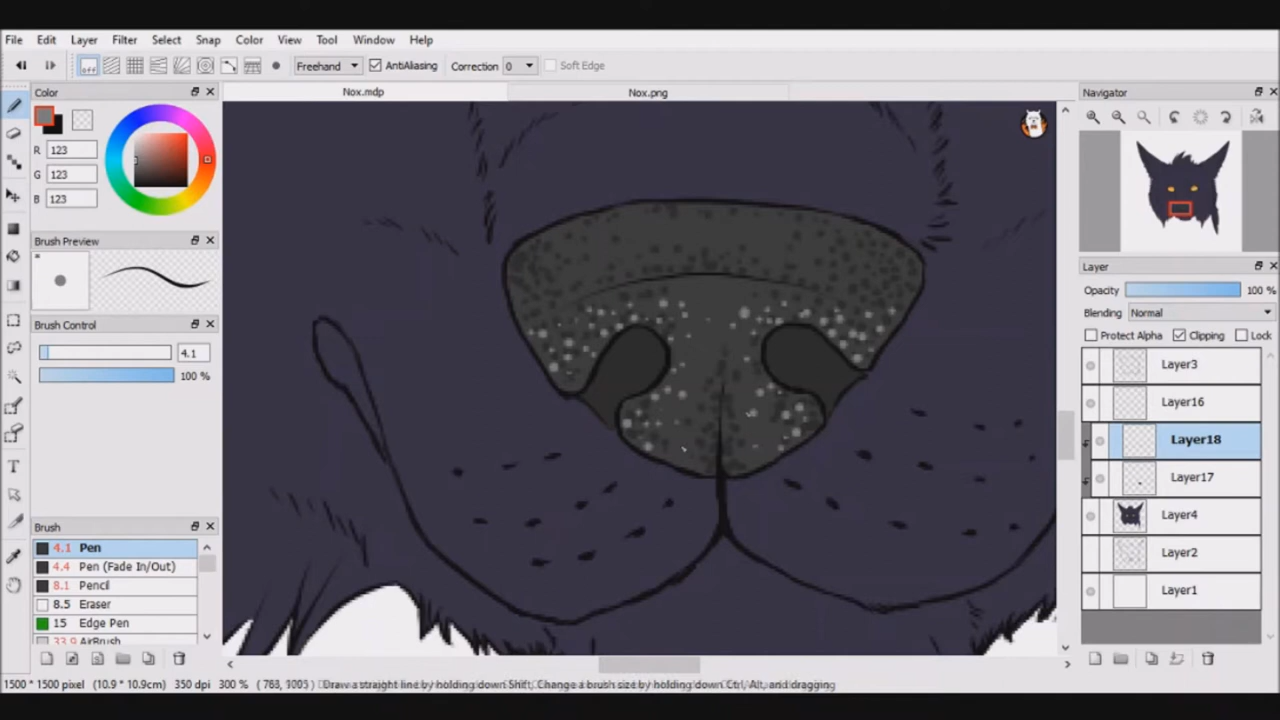 File Edit Layer Filter Select Snap Color View Tool Window Help
off Freehand AntiAliasing Correction 0 Soft Edge
Color
Nox.mdp Nox.png
Navigator
R 123
G 123
B 123
Brush Preview
Layer
Opacity 100 %
Blending Normal
Brush Control
Protect Alpha Clipping Lock
4.1
100 %
Layer3
Layer16
Layer18
Layer17
Layer4
Layer2
Layer1
Brush
4.1 Pen
4.4 Pen (Fade In/Out)
8.1 Pencil
8.5 Eraser
15 Edge Pen
33.9 AirBrush
T
1500 * 1500 pixel (10.9 * 10.9cm) 350 dpi 300 % ( 763, 1005 ) Draw a straight line by holding down Shift, Change a brush size by holding down Ctrl, Alt, and dragging